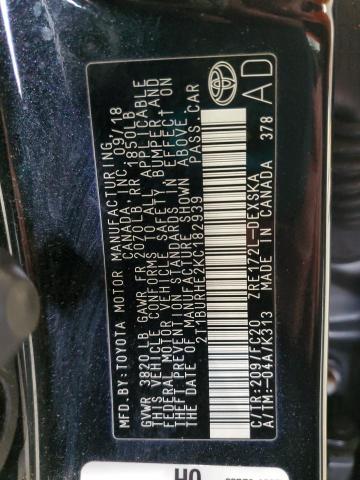 MFD.BY:TOYOTA MOTOR MANUFACTURING
CANADA INC. 09/18
GVWR 3820 LB GAWR FR 2070 LB RR 1850LB
THIS VEHICLE CONFORMS TO ALL APPLICABLE
FEDERAL MOTOR VEHICLE SAFETY, BUMPER, AND
THEFT PREVENTION STANDARDS IN EFFECT ON
THE DATE OF MANUFACTURE SHOWN ABOVE.
2T1BURHE2KC182939 PASS. CAR
C/TR:209/FC20 ZRE172L-DEXSKA
A/TM:-04A/K313 MADE IN CANADA 378
AD
HO